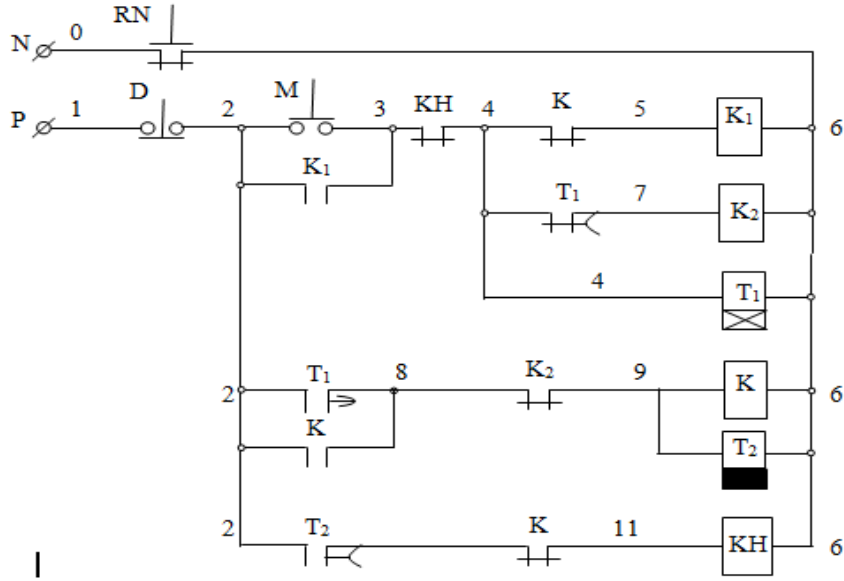 RN
N 0
P 1 D 2 M 3 KH 4 K 5 K₁ 6
K₁ T₁ 7 K₂
4 T₁
2 T₁ 8 K₂ 9 K 6
K T₂
2 T₂ K 11 KH 6